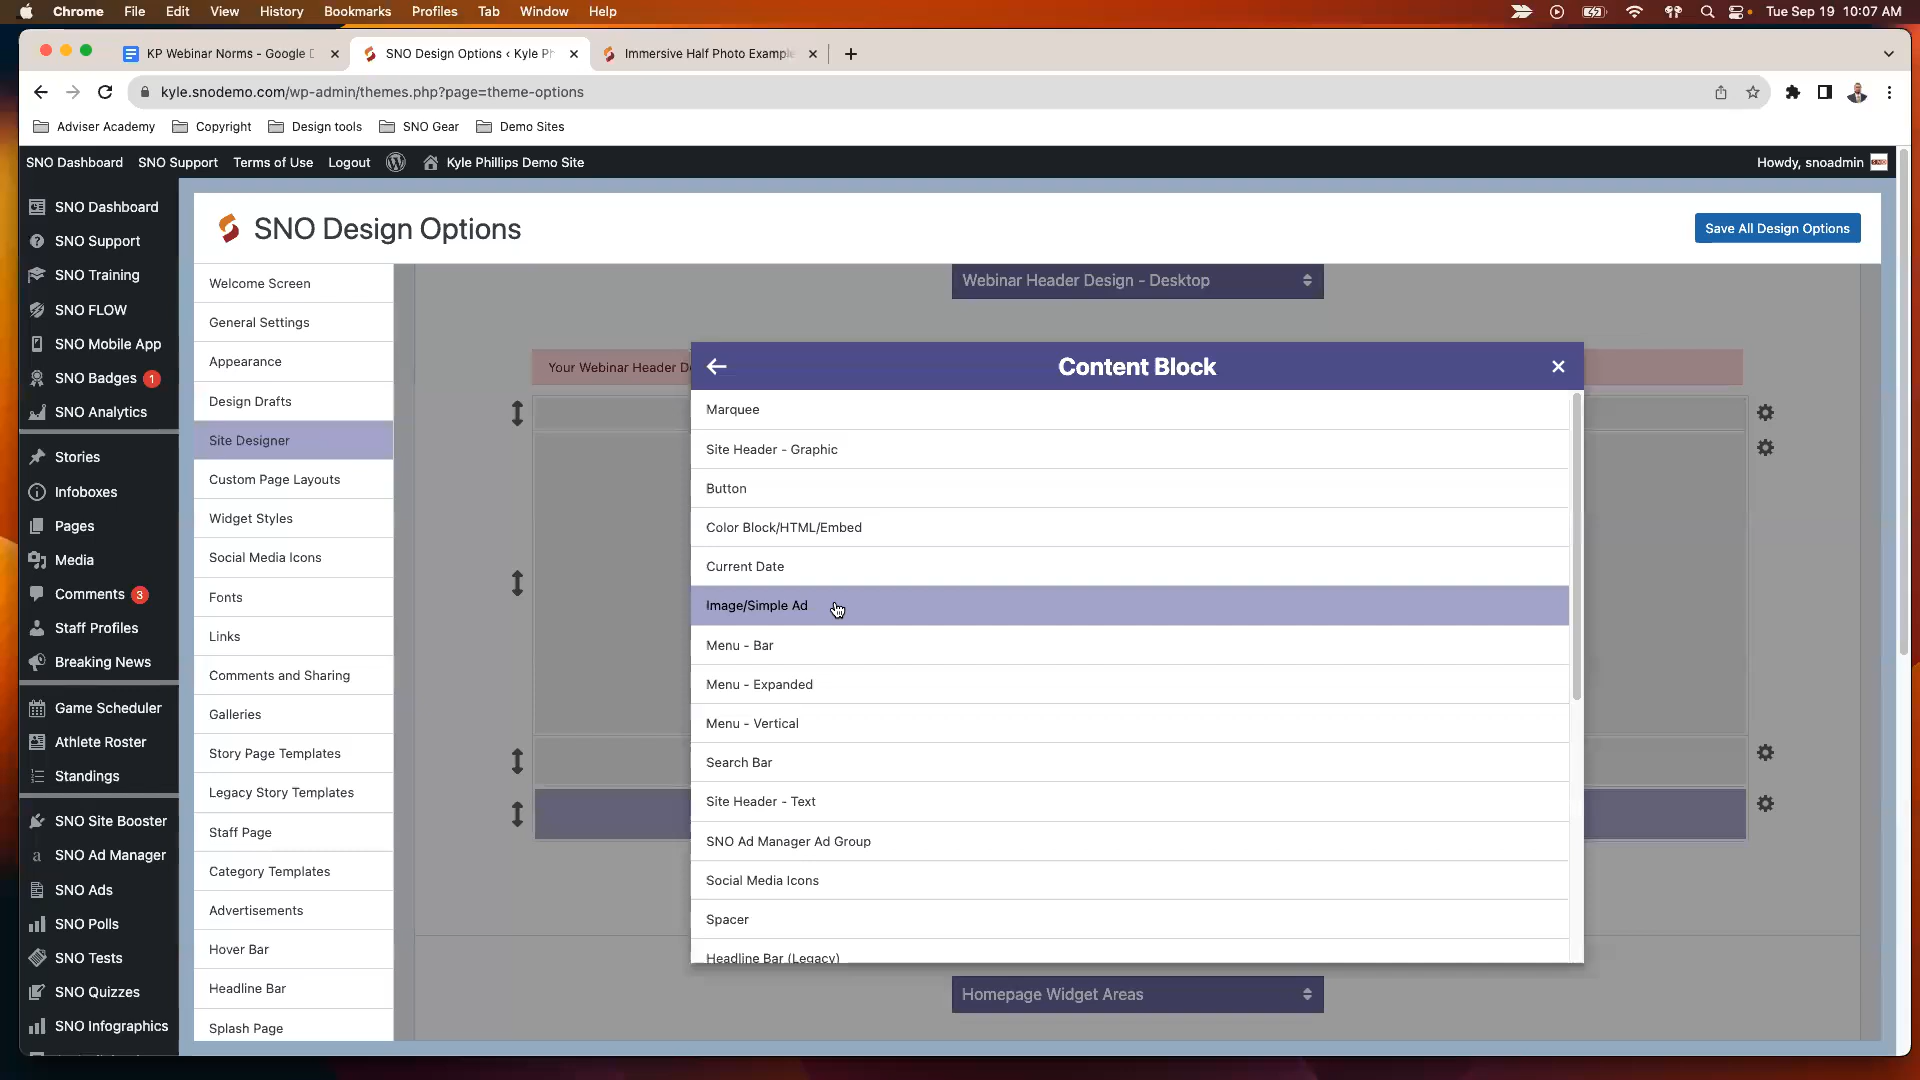 Chrome File Edit View History Bookmarks Profiles Tab Window Help Tue Sep 19 10:07 AM
KP Webinar Norms - Google SNO Design Options ‹ Kyle Ph Immersive Half Photo Example
kyle.snodemo.com/wp-admin/themes.php?page=theme-options
Adviser Academy Copyright Design tools SNO Gear Demo Sites
SNO Dashboard SNO Support Terms of Use Logout Kyle Phillips Demo Site Howdy, snoadmin
SNO Dashboard
SNO Support
SNO Training
SNO FLOW
SNO Mobile App
SNO Badges 1
SNO Analytics
Stories
Infoboxes
Pages
Media
Comments 3
Staff Profiles
Breaking News
Game Scheduler
Athlete Roster
Standings
SNO Site Booster
a SNO Ad Manager
SNO Ads
SNO Polls
SNO Tests
SNO Quizzes
SNO Infographics
SNO Design Options
Save All Design Options
Welcome Screen
General Settings
Appearance
Design Drafts
Site Designer
Custom Page Layouts
Widget Styles
Social Media Icons
Fonts
Links
Comments and Sharing
Galleries
Story Page Templates
Legacy Story Templates
Staff Page
Category Templates
Advertisements
Hover Bar
Headline Bar
Splash Page
Webinar Header Design - Desktop
Your Webinar Header D
Content Block
Marquee
Site Header - Graphic
Button
Color Block/HTML/Embed
Current Date
Image/Simple Ad
Menu - Bar
Menu - Expanded
Menu - Vertical
Search Bar
Site Header - Text
SNO Ad Manager Ad Group
Social Media Icons
Spacer
Headline Bar (Legacy)
Homepage Widget Areas